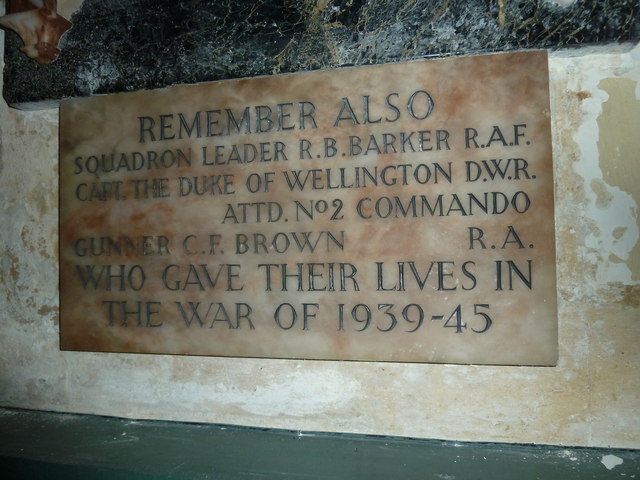 REMEMBER ALSO
SQUADRON LEADER R.B. BARKER R.A.F.
CAPT. THE DUKE OF WELLINGTON D.W.R.
ATTD. No2 COMMANDO
GUNNER C.F. BROWN R.A.
WHO GAVE THEIR LIVES IN
THE WAR OF 1939-45